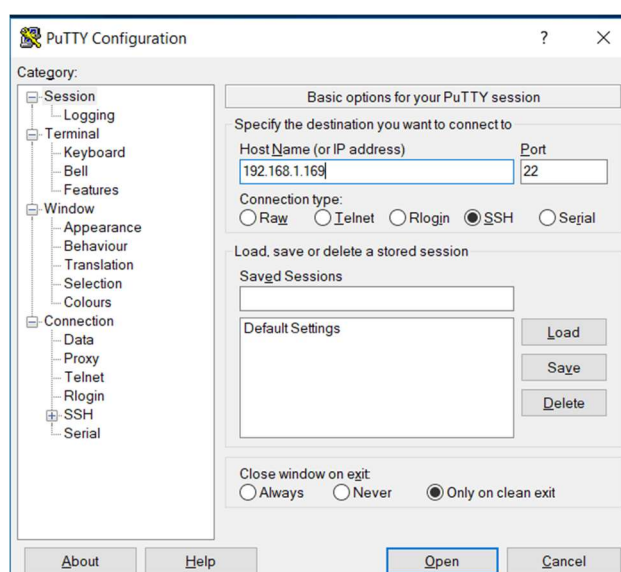 PuTTY Configuration
?
Category:
Session
Logging
Terminal
Keyboard
Bell
Features
Window
Appearance
Behaviour
Translation
Selection
Colours
Connection
Data
Proxy
Telnet
Rlogin
SSH
Serial
Basic options for your PuTTY session
Specify the destination you want to connect to
Host Name (or IP address) Port
192.168.1.169 22
Connection type:
Raw Telnet Rlogin SSH Serial
Load, save or delete a stored session
Saved Sessions
Default Settings
Load
Save
Delete
Close window on exit:
Always Never Only on clean exit
About Help Open Cancel